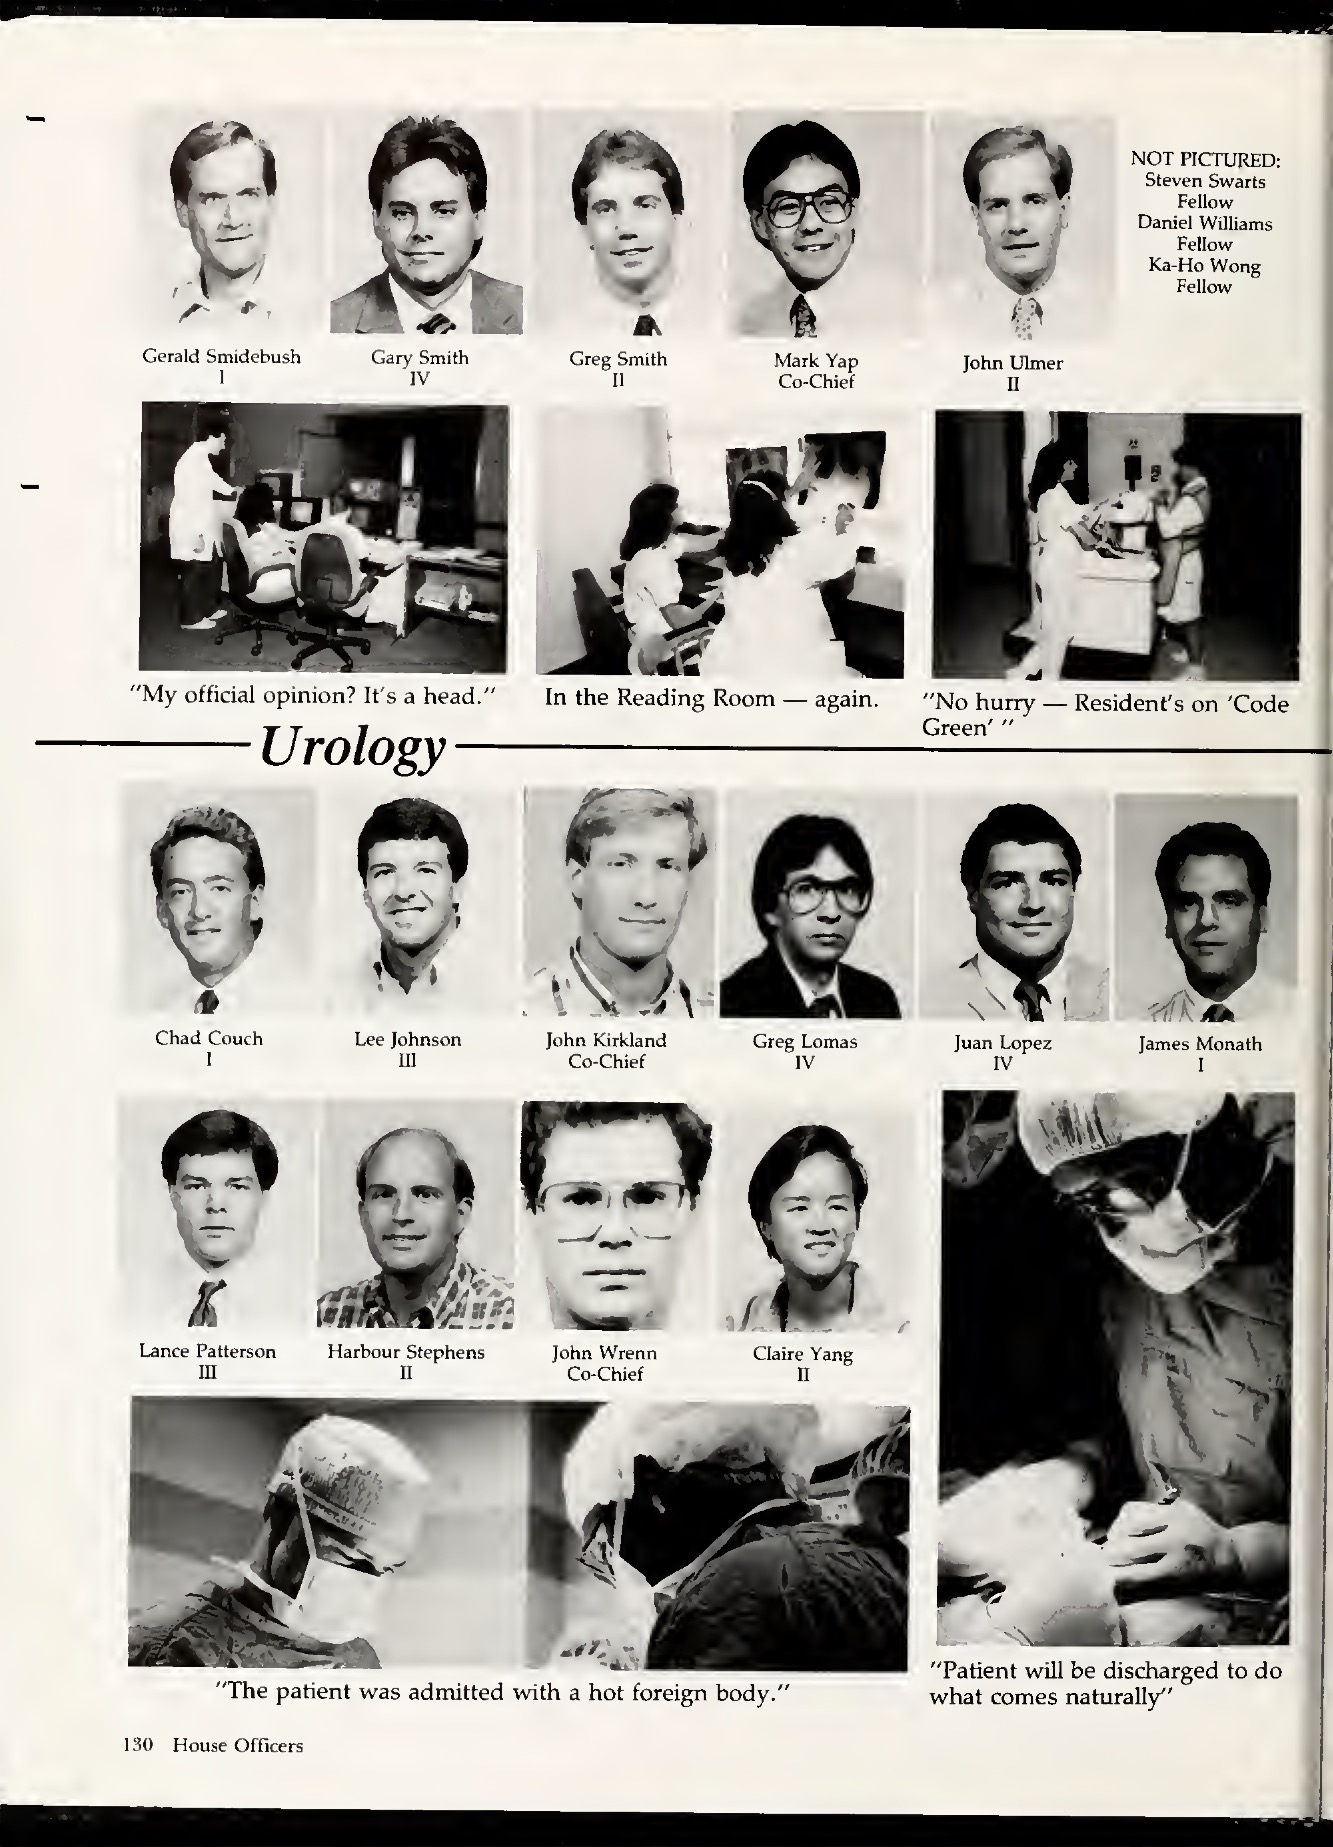 NOT PICTURED:
Steven Swarts
Fellow
Daniel Williams
Fellow
Ka-Ho Wong
Fellow
Gerald Smidebush
I
Gary Smith
IV
Greg Smith
II
Mark Yap
Co-Chief
John Ulmer
II
"My official opinion? It's a head."
In the Reading Room — again.
"No hurry — Resident's on 'Code
Green' "
Urology
Chad Couch
I
Lee Johnson
III
John Kirkland
Co-Chief
Greg Lomas
IV
Juan Lopez
IV
James Monath
I
Lance Patterson
III
Harbour Stephens
II
John Wrenn
Co-Chief
Claire Yang
II
"The patient was admitted with a hot foreign body."
"Patient will be discharged to do
what comes naturally"
130 House Officers